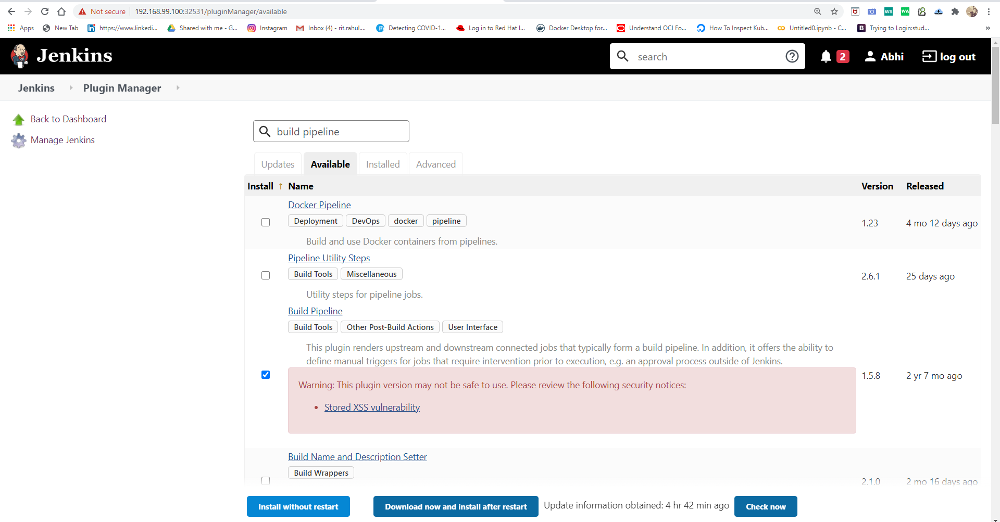 Not secure | 192.168.99.100:32531/pluginManager/available
Apps New Tab https://www.linkedi... Shared with me - G... Instagram Inbox (4) - rit.rahul.... Detecting COVID-1... Log in to Red Hat I... Docker Desktop for... Understand OCI Fo... How To Inspect Kub... Untitled0.ipynb - C... Trying to Login:stud... »
Jenkins search 2 Abhi log out
Jenkins Plugin Manager
Back to Dashboard
Manage Jenkins
build pipeline
Updates Available Installed Advanced
Install ↑ Name Version Released
Docker Pipeline
Deployment DevOps docker pipeline
1.23 4 mo 12 days ago
Build and use Docker containers from pipelines.
Pipeline Utility Steps
Build Tools Miscellaneous
2.6.1 25 days ago
Utility steps for pipeline jobs.
Build Pipeline
Build Tools Other Post-Build Actions User Interface
This plugin renders upstream and downstream connected jobs that typically form a build pipeline. In addition, it offers the ability to
define manual triggers for jobs that require intervention prior to execution, e.g. an approval process outside of Jenkins.
1.5.8 2 yr 7 mo ago
Warning: This plugin version may not be safe to use. Please review the following security notices:
• Stored XSS vulnerability
Build Name and Description Setter
Build Wrappers
2.1.0 2 mo 16 days ago
Install without restart Download now and install after restart Update information obtained: 4 hr 42 min ago Check now